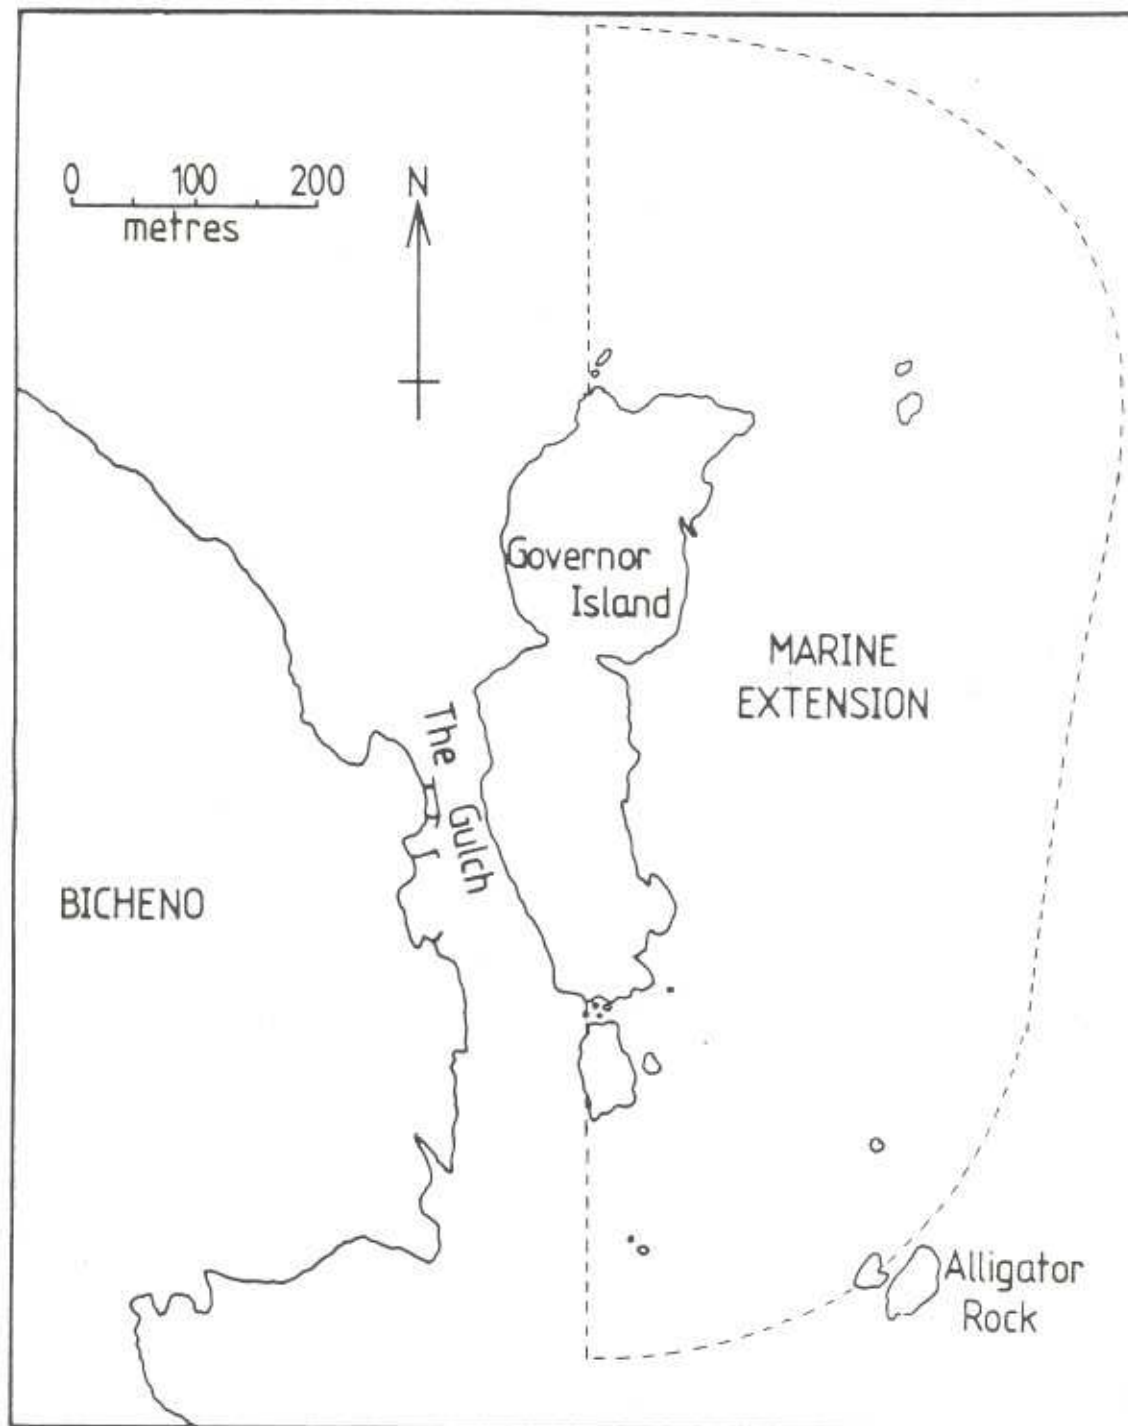 0 100 200
metres
N
Governor
Island
MARINE
EXTENSION
The Gulch
BICHENO
Alligator
Rock